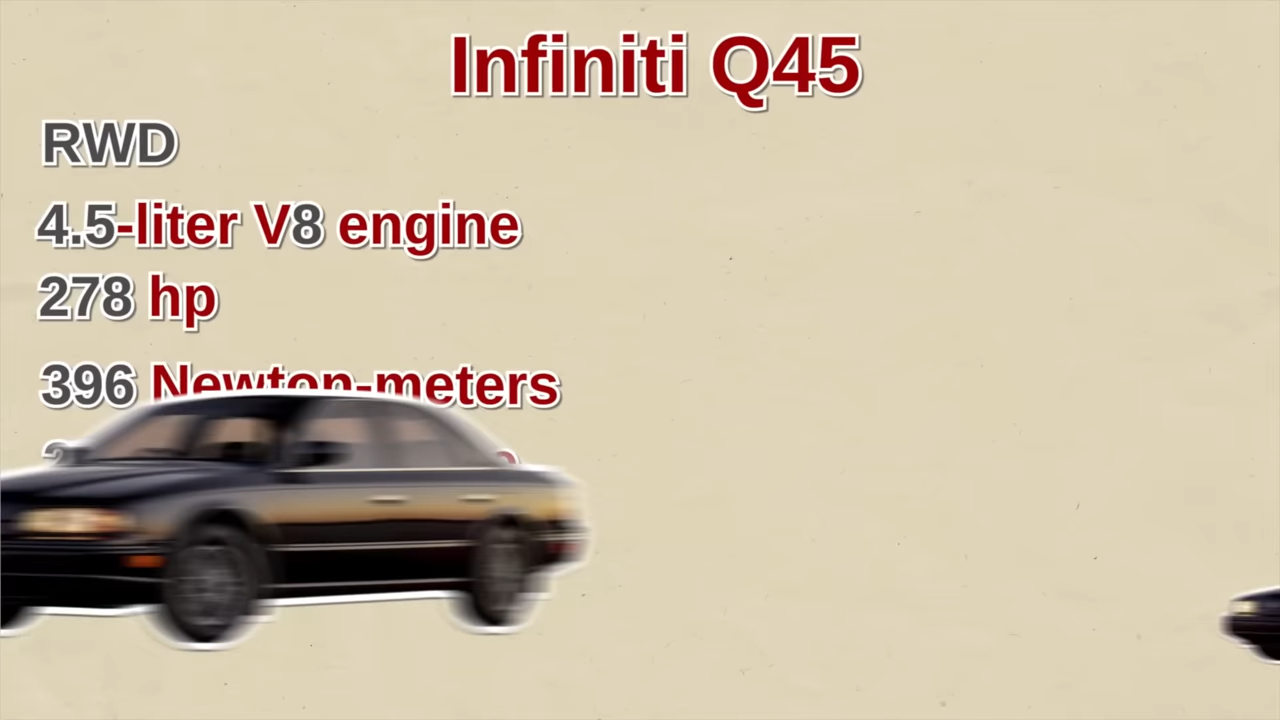 Infiniti Q45
RWD
4.5-liter V8 engine
278 hp
396 Newton-meters